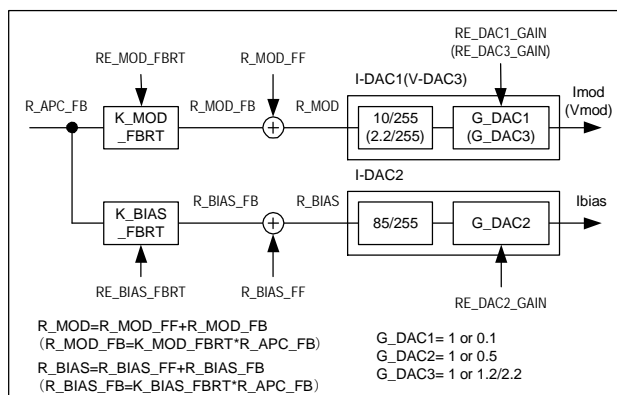 RE_DAC1_GAIN
(RE_DAC3_GAIN)
RE_MOD_FBRT
R_MOD_FF
I-DAC1(V-DAC3)
Imod
(Vmod)
R_APC_FB
K_MOD
_FBRT
R_MOD_FB
R_MOD
10/255
(2.2/255)
G_DAC1
(G_DAC3)
I-DAC2
K_BIAS
_FBRT
R_BIAS_FB
R_BIAS
85/255
G_DAC2
Ibias
RE_BIAS_FBRT
R_BIAS_FF
RE_DAC2_GAIN
R_MOD=R_MOD_FF+R_MOD_FB
(R_MOD_FB=K_MOD_FBRT*R_APC_FB)
R_BIAS=R_BIAS_FF+R_BIAS_FB
(R_BIAS_FB=K_BIAS_FBRT*R_APC_FB)
G_DAC1= 1 or 0.1
G_DAC2= 1 or 0.5
G_DAC3= 1 or 1.2/2.2